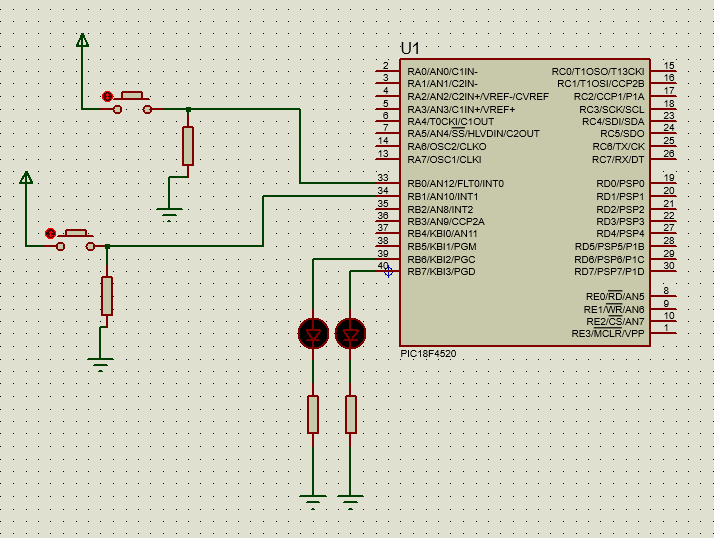 U1
2 RA0/AN0/C1IN- RC0/T1OSO/T13CKI 15
3 RA1/AN1/C2IN- RC1/T1OSI/CCP2B 16
4 RA2/AN2/C2IN+/VREF-/CVREF RC2/CCP1/P1A 17
5 RA3/AN3/C1IN+/VREF+ RC3/SCK/SCL 18
6 RA4/T0CKI/C1OUT RC4/SDI/SDA 23
7 RA5/AN4/SS/HLVDIN/C2OUT RC5/SDO 24
14 RA6/OSC2/CLKO RC6/TX/CK 25
13 RA7/OSC1/CLKI RC7/RX/DT 26
33 RB0/AN12/FLT0/INT0 RD0/PSP0 19
34 RB1/AN10/INT1 RD1/PSP1 20
35 RB2/AN8/INT2 RD2/PSP2 21
36 RB3/AN9/CCP2A RD3/PSP3 22
37 RB4/KBI0/AN11 RD4/PSP4 27
38 RB5/KBI1/PGM RD5/PSP5/P1B 28
39 RB6/KBI2/PGC RD6/PSP6/P1C 29
40 RB7/KBI3/PGD RD7/PSP7/P1D 30
RE0/RD/AN5 8
RE1/WR/AN6 9
RE2/CS/AN7 10
RE3/MCLR/VPP 1
PIC18F4520